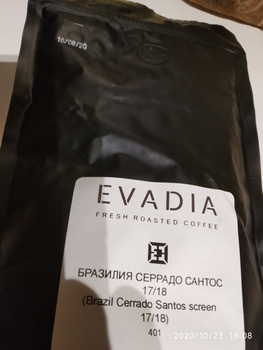 10/08/20
EVADIA
FRESH ROASTED COFFEE
БРАЗИЛИЯ СЕРРАДО САНТОС
17/18
(Brazil Cerrado Santos screen
17/18)
401
2020/10/23 19:08